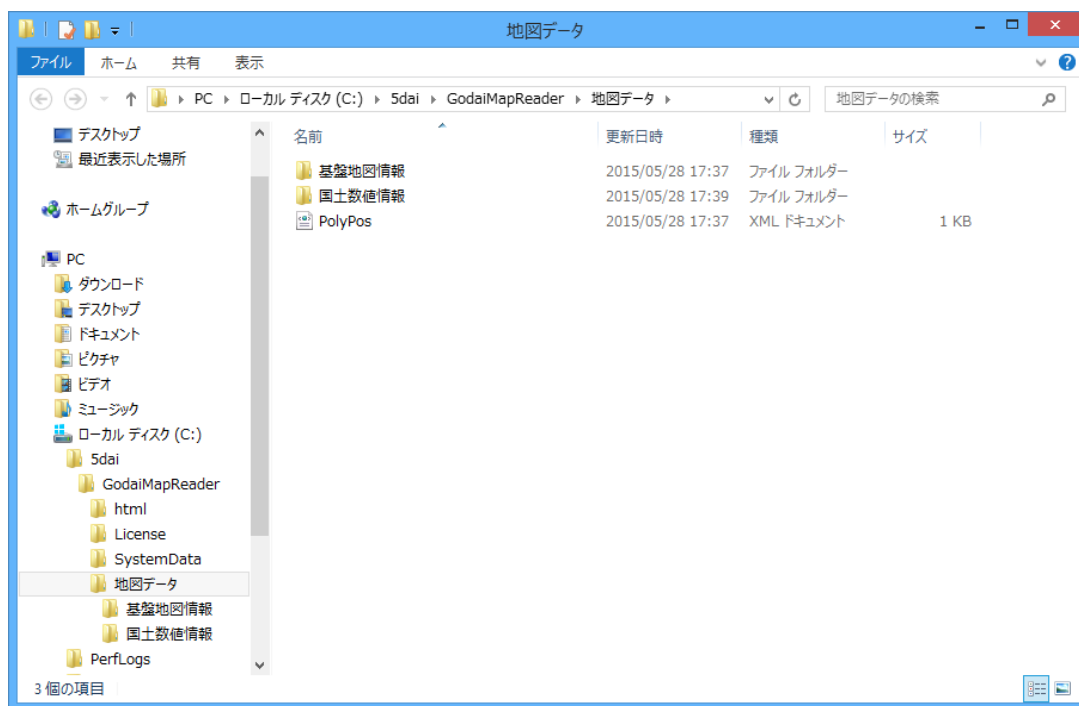 地図データ
ファイル ホーム 共有 表示
PC ローカル ディスク (C:) 5dai GodaiMapReader 地図データ 地図データの検索
デスクトップ
最近表示した場所
ホームグループ
PC
ダウンロード
デスクトップ
ドキュメント
ピクチャ
ビデオ
ミュージック
ローカル ディスク (C:)
5dai
GodaiMapReader
html
License
SystemData
地図データ
基盤地図情報
国土数値情報
PerfLogs
名前 更新日時 種類 サイズ
基盤地図情報 2015/05/28 17:37 ファイル フォルダー
国土数値情報 2015/05/28 17:39 ファイル フォルダー
PolyPos 2015/05/28 17:37 XML ドキュメント 1 KB
3 個の項目